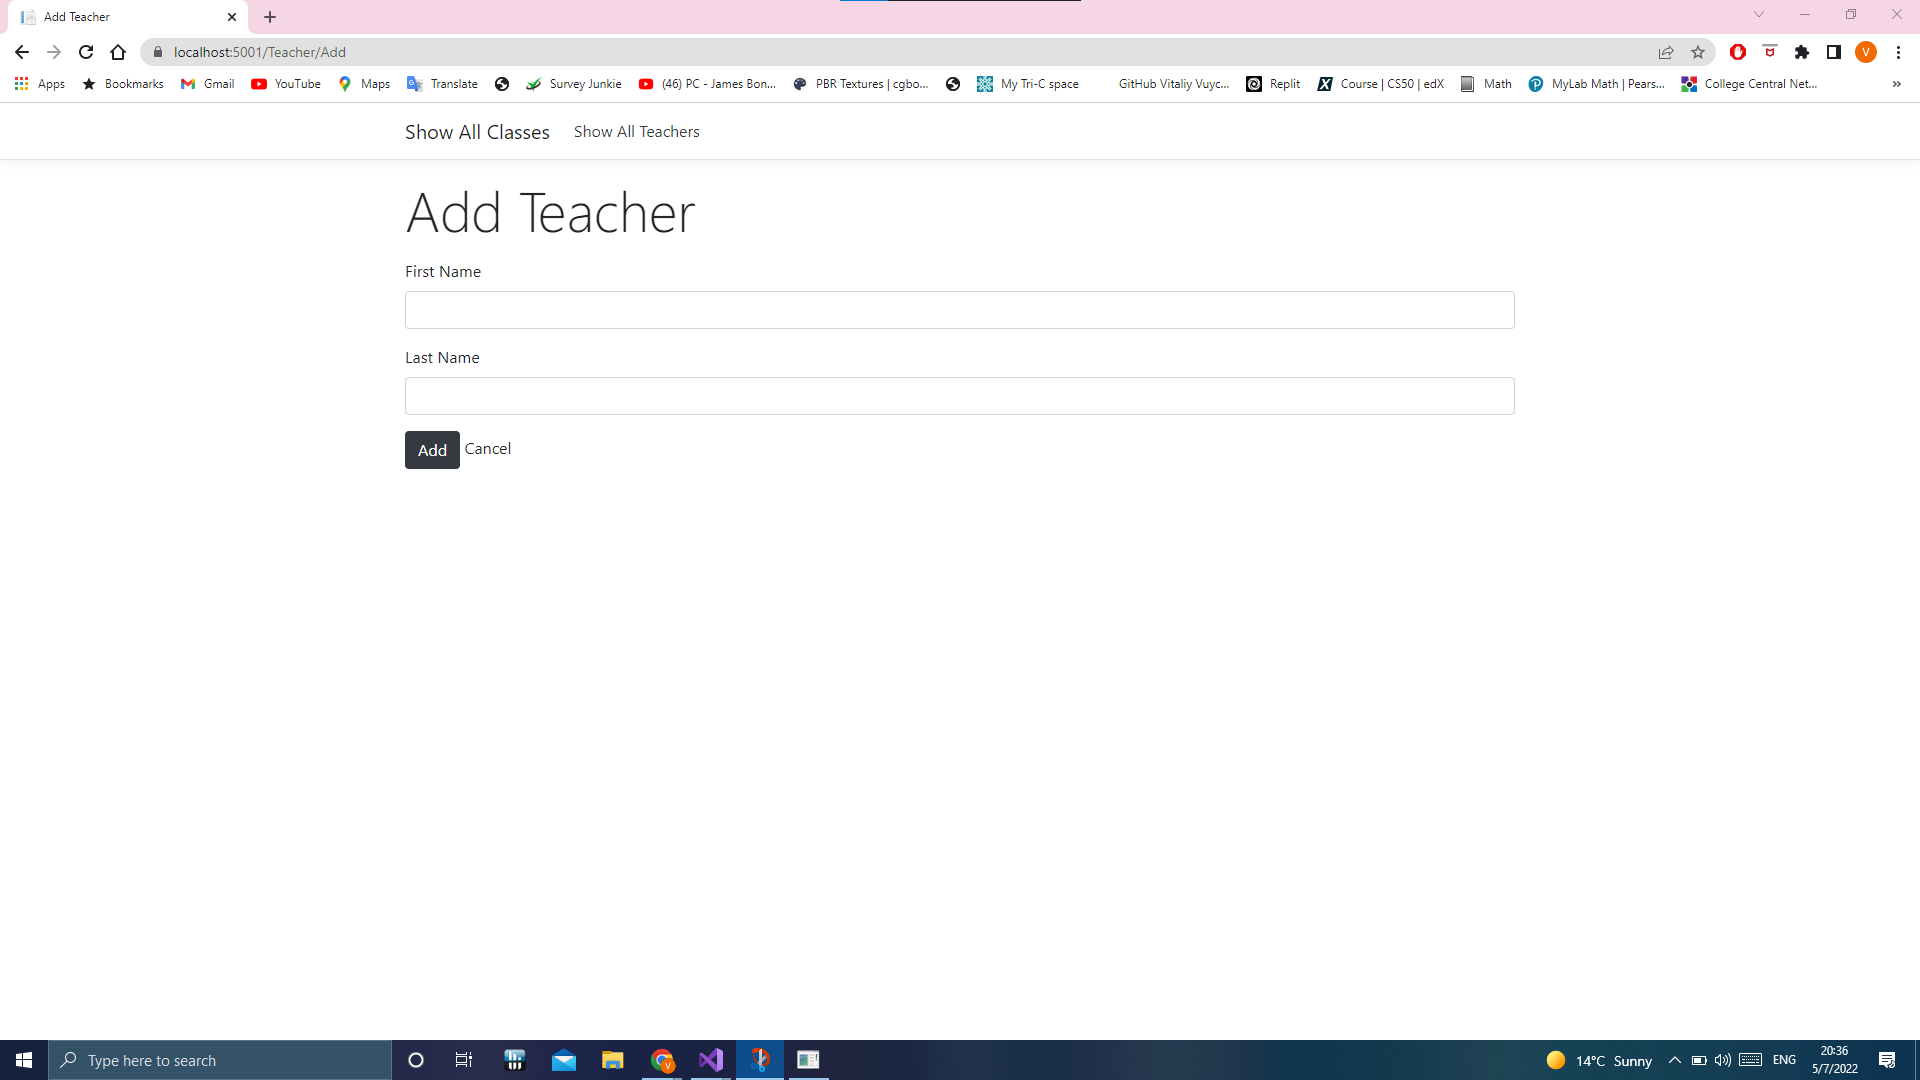 Add Teacher
localhost:5001/Teacher/Add
V
Apps Bookmarks Gmail YouTube Maps Translate Survey Junkie (46) PC - James Bon... PBR Textures | cgbo... My Tri-C space GitHub Vitaliy Vuyc... Replit Course | CS50 | edX Math MyLab Math | Pears... College Central Net... »
Show All Classes Show All Teachers
Add Teacher
First Name
Last Name
Add Cancel
Type here to search
14°C Sunny
ENG
20:36
5/7/2022